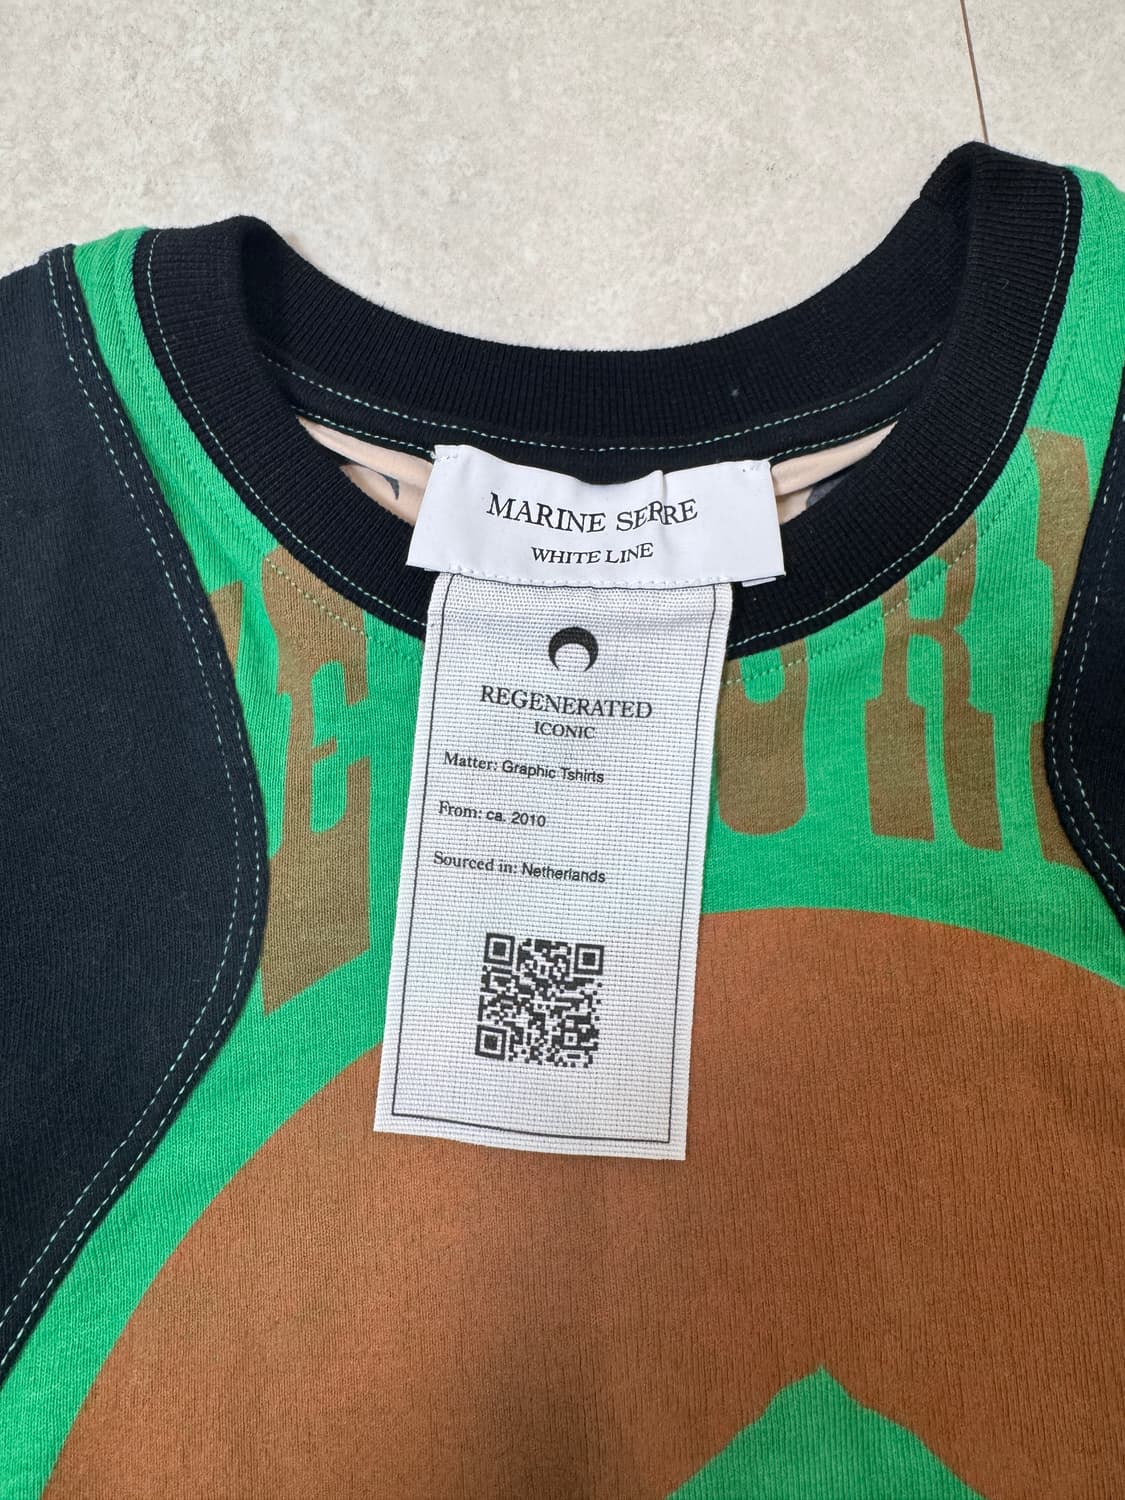 MARINE SERRE
WHITE LINE
REGENERATED
ICONIC
Matter: Graphic Tshirts
From: ca. 2010
Sourced in: Netherlands